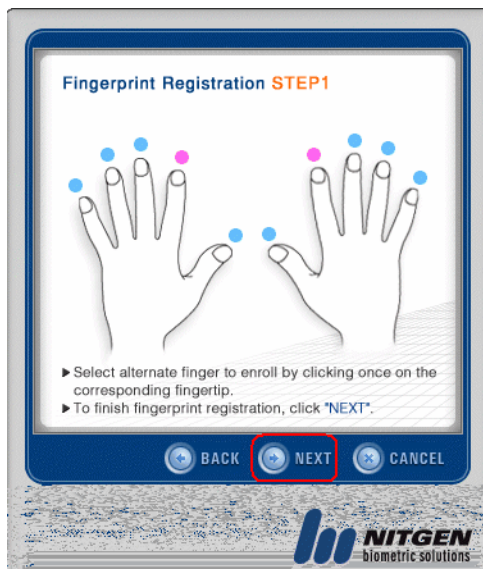 Fingerprint Registration STEP1
▶ Select alternate finger to enroll by clicking once on the
corresponding fingertip.
▶ To finish fingerprint registration, click "NEXT".
BACK NEXT CANCEL
NITGEN
biometric solutions